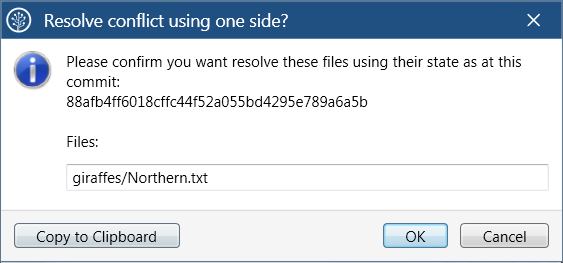 Resolve conflict using one side?
Please confirm you want resolve these files using their state as at this
commit:
88afb4ff6018cffc44f52a055bd4295e789a6a5b
Files:
giraffes/Northern.txt
Copy to Clipboard
OK
Cancel